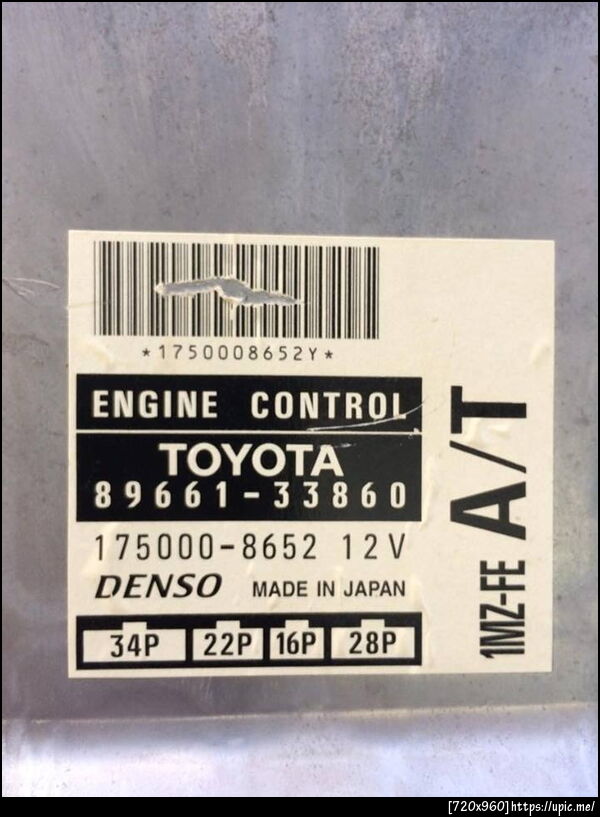 *1750008652Y*
ENGINE CONTROL
TOYOTA
89661-33860
175000-8652 12V
DENSO MADE IN JAPAN
34P 22P 16P 28P
1MZ-FE A/T
[720x960]https://upic.me/